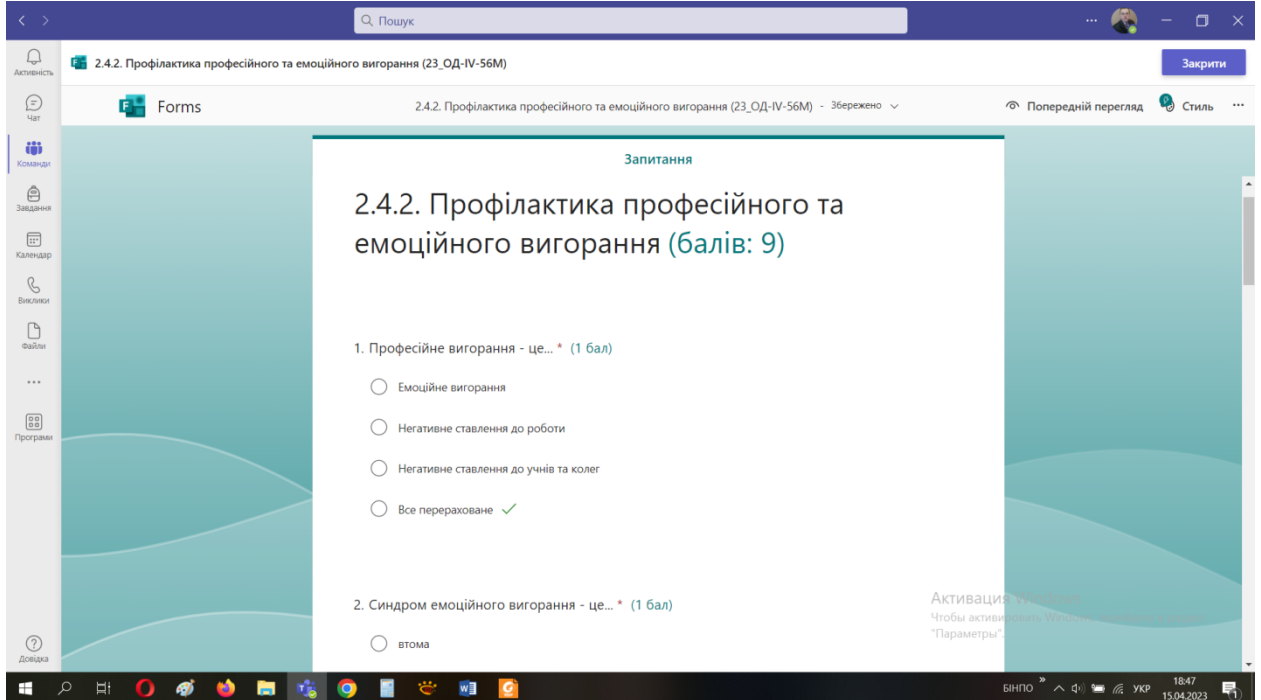 Пошук
Активність
Чат
Команди
Завдання
Календар
Виклики
Файли
Програми
Довідка
2.4.2. Профілактика професійного та емоційного вигорання (23_ОД-IV-56М)
Закрити
Forms
2.4.2. Профілактика професійного та емоційного вигорання (23_ОД-IV-56М) - Збережено
Попередній перегляд
Стиль
Запитання
2.4.2. Профілактика професійного та
емоційного вигорання (балів: 9)
1. Професійне вигорання - це... * (1 бал)
Емоційне вигорання
Негативне ставлення до роботи
Негативне ставлення до учнів та колег
Все перераховане
2. Синдром емоційного вигорання - це... * (1 бал)
втома
Активация Windows
Чтобы активировать Windows
"Параметры".
БІНПО
УКР
18:47
15.04.2023